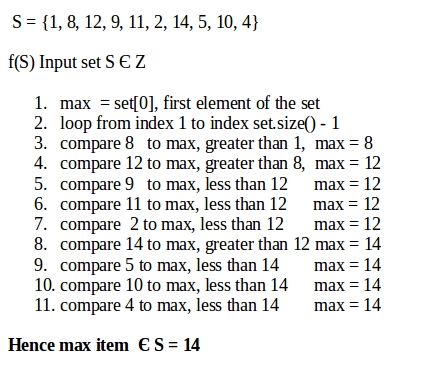 S = {1, 8, 12, 9, 11, 2, 14, 5, 10, 4}
f(S) Input set S Є Z
1. max = set[0], first element of the set
2. loop from index 1 to index set.size() - 1
3. compare 8 to max, greater than 1, max = 8
4. compare 12 to max, greater than 8, max = 12
5. compare 9 to max, less than 12 max = 12
6. compare 11 to max, less than 12 max = 12
7. compare 2 to max, less than 12 max = 12
8. compare 14 to max, greater than 12 max = 14
9. compare 5 to max, less than 14 max = 14
10. compare 10 to max, less than 14 max = 14
11. compare 4 to max, less than 14 max = 14
Hence max item Є S = 14